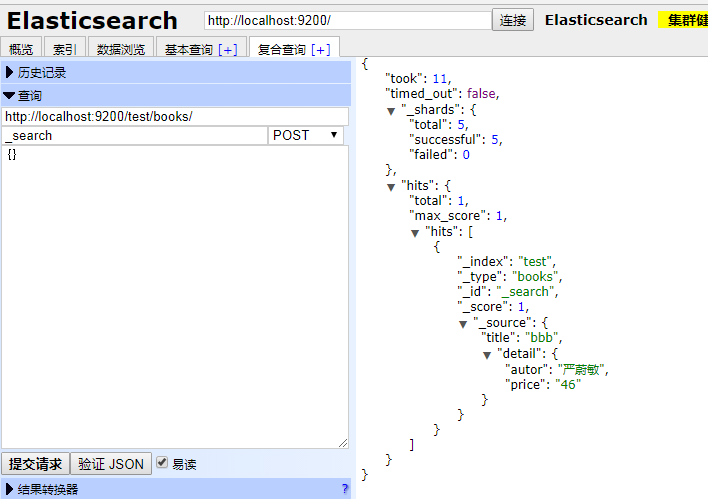 Elasticsearch http://localhost:9200/ 连接 Elasticsearch 集群健
概览 索引 数据浏览 基本查询 [+] 复合查询 [+]
历史记录
查询
http://localhost:9200/test/books/
_search POST
{}
提交请求 验证 JSON 易读
结果转换器 ?
{
"took": 11,
"timed_out": false,
"_shards": {
"total": 5,
"successful": 5,
"failed": 0
},
"hits": {
"total": 1,
"max_score": 1,
"hits": [
{
"_index": "test",
"_type": "books",
"_id": "_search",
"_score": 1,
"_source": {
"title": "bbb",
"detail": {
"autor": "严蔚敏",
"price": "46"
}
}
}
]
}
}